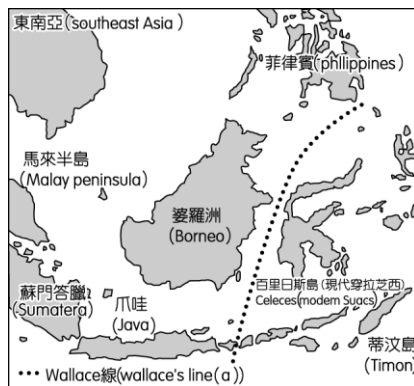 東南亞(southeast Asia)
菲律賓(philippines)
馬來半島
(Malay peninsula)
婆羅洲
(Borneo)
百里日斯島(現代穿拉芝西)
Celeces(modem Suacs)
蘇門答臘
(Sumatera)
爪哇
(Java)
蒂汶島
(Timon)
Wallace線(wallace's line(a))